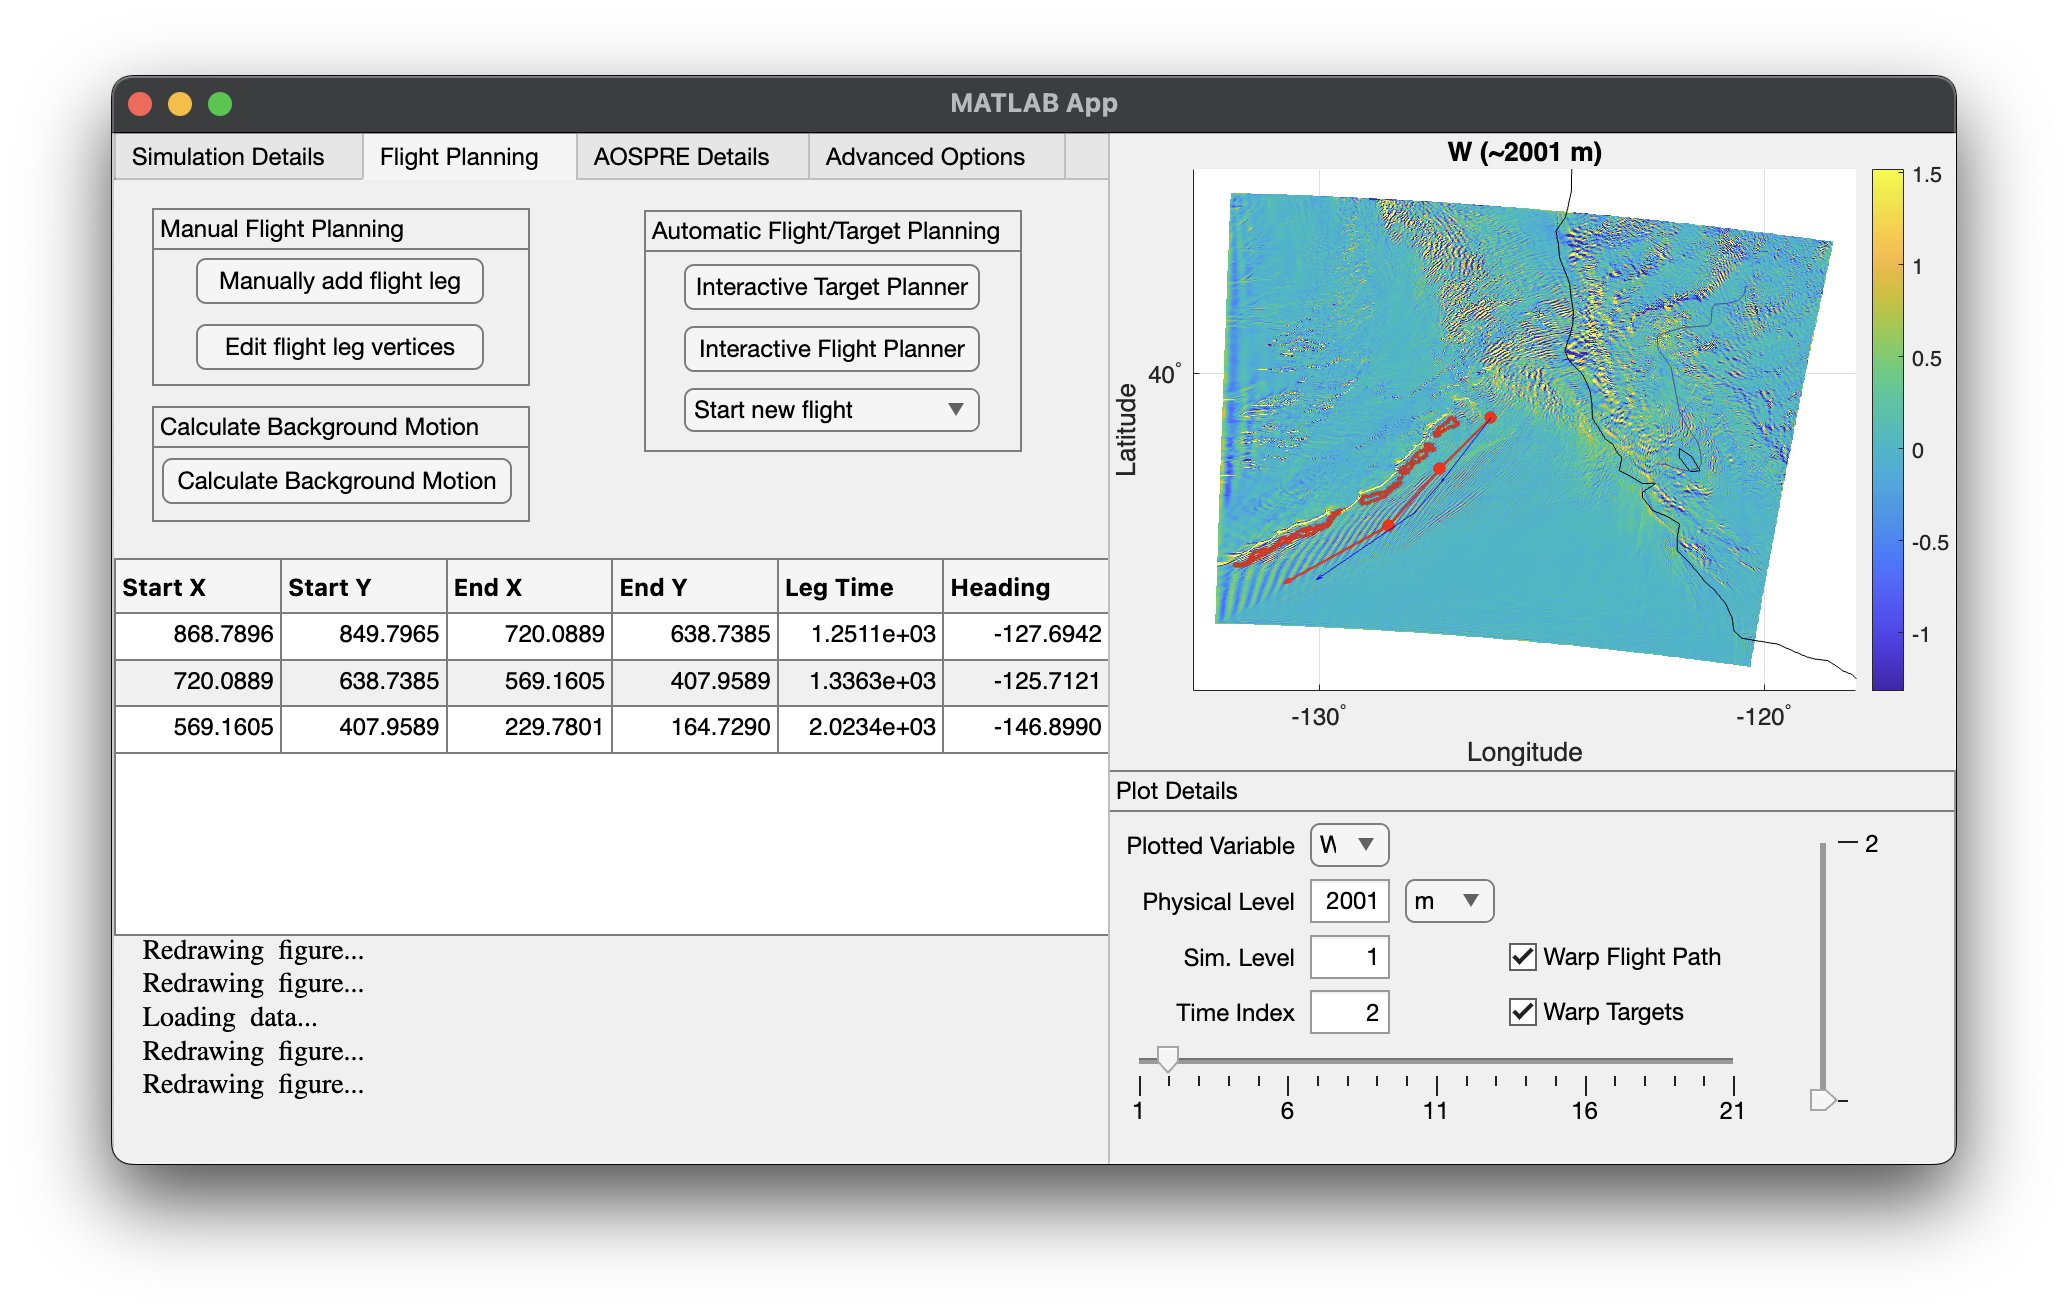 MATLAB App
Simulation Details
Flight Planning
AOSPRE Details
Advanced Options
Manual Flight Planning
Manually add flight leg
Edit flight leg vertices
Calculate Background Motion
Calculate Background Motion
Automatic Flight/Target Planning
Interactive Target Planner
Interactive Flight Planner
Start new flight
Start X Start Y End X End Y Leg Time Heading
868.7896 849.7965 720.0889 638.7385 1.2511e+03 -127.6942
720.0889 638.7385 569.1605 407.9589 1.3363e+03 -125.7121
569.1605 407.9589 229.7801 164.7290 2.0234e+03 -146.8990
Redrawing figure...
Redrawing figure...
Loading data...
Redrawing figure...
Redrawing figure...
W (~2001 m)
Latitude
40°
-130° -120°
Longitude
1.5
1
0.5
0
-0.5
-1
Plot Details
Plotted Variable W
Physical Level 2001 m
Sim. Level 1
Warp Flight Path
Time Index 2
Warp Targets
1 6 11 16 21
2